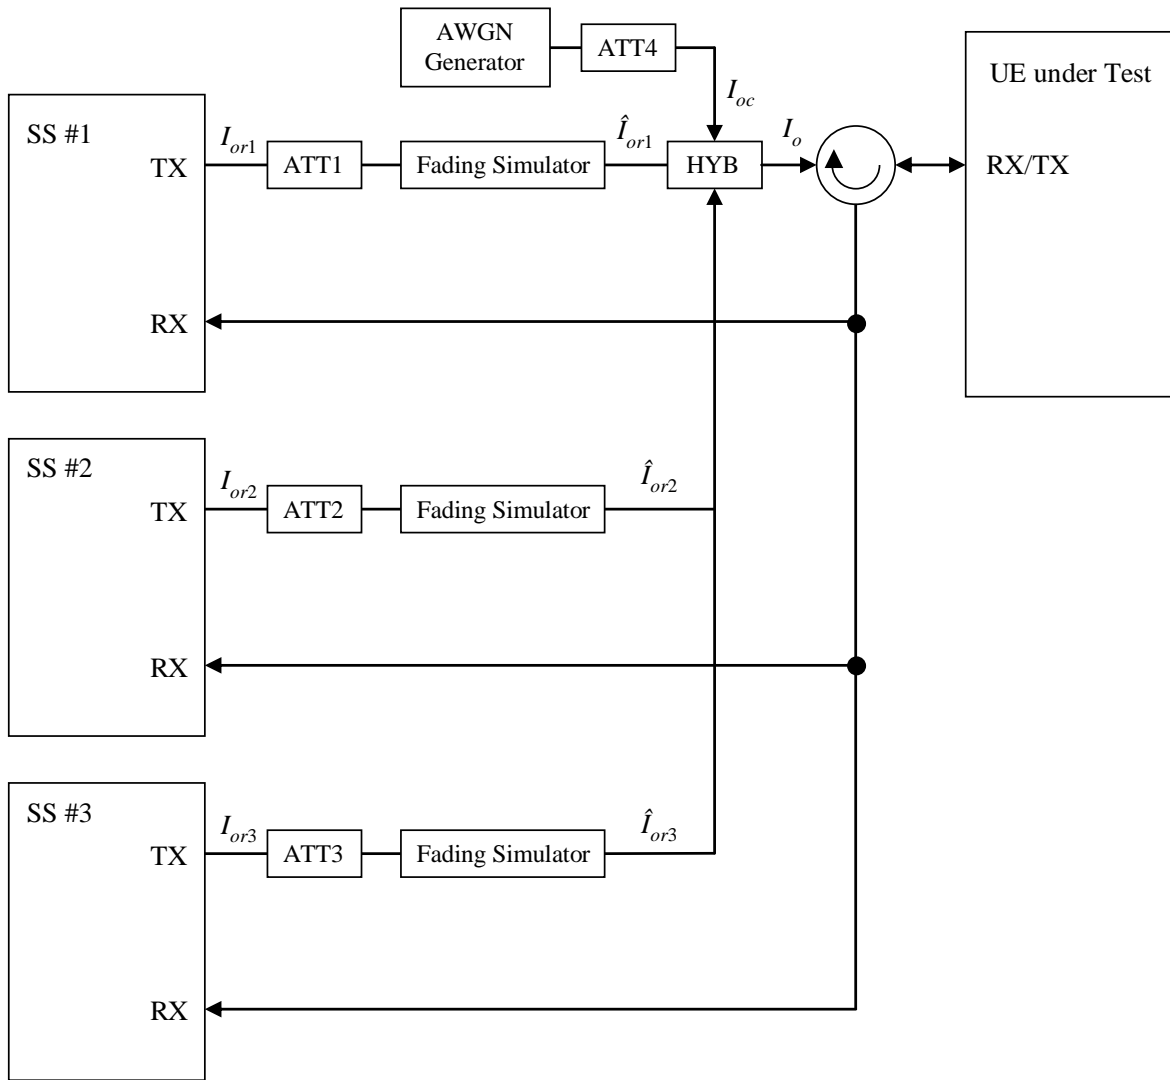 AWGN
Generator
ATT4
UE under Test
I_oc
SS #1
I_or1
Î_or1
I_o
TX
ATT1
Fading Simulator
HYB
RX/TX
RX
SS #2
I_or2
Î_or2
TX
ATT2
Fading Simulator
RX
SS #3
I_or3
Î_or3
TX
ATT3
Fading Simulator
RX